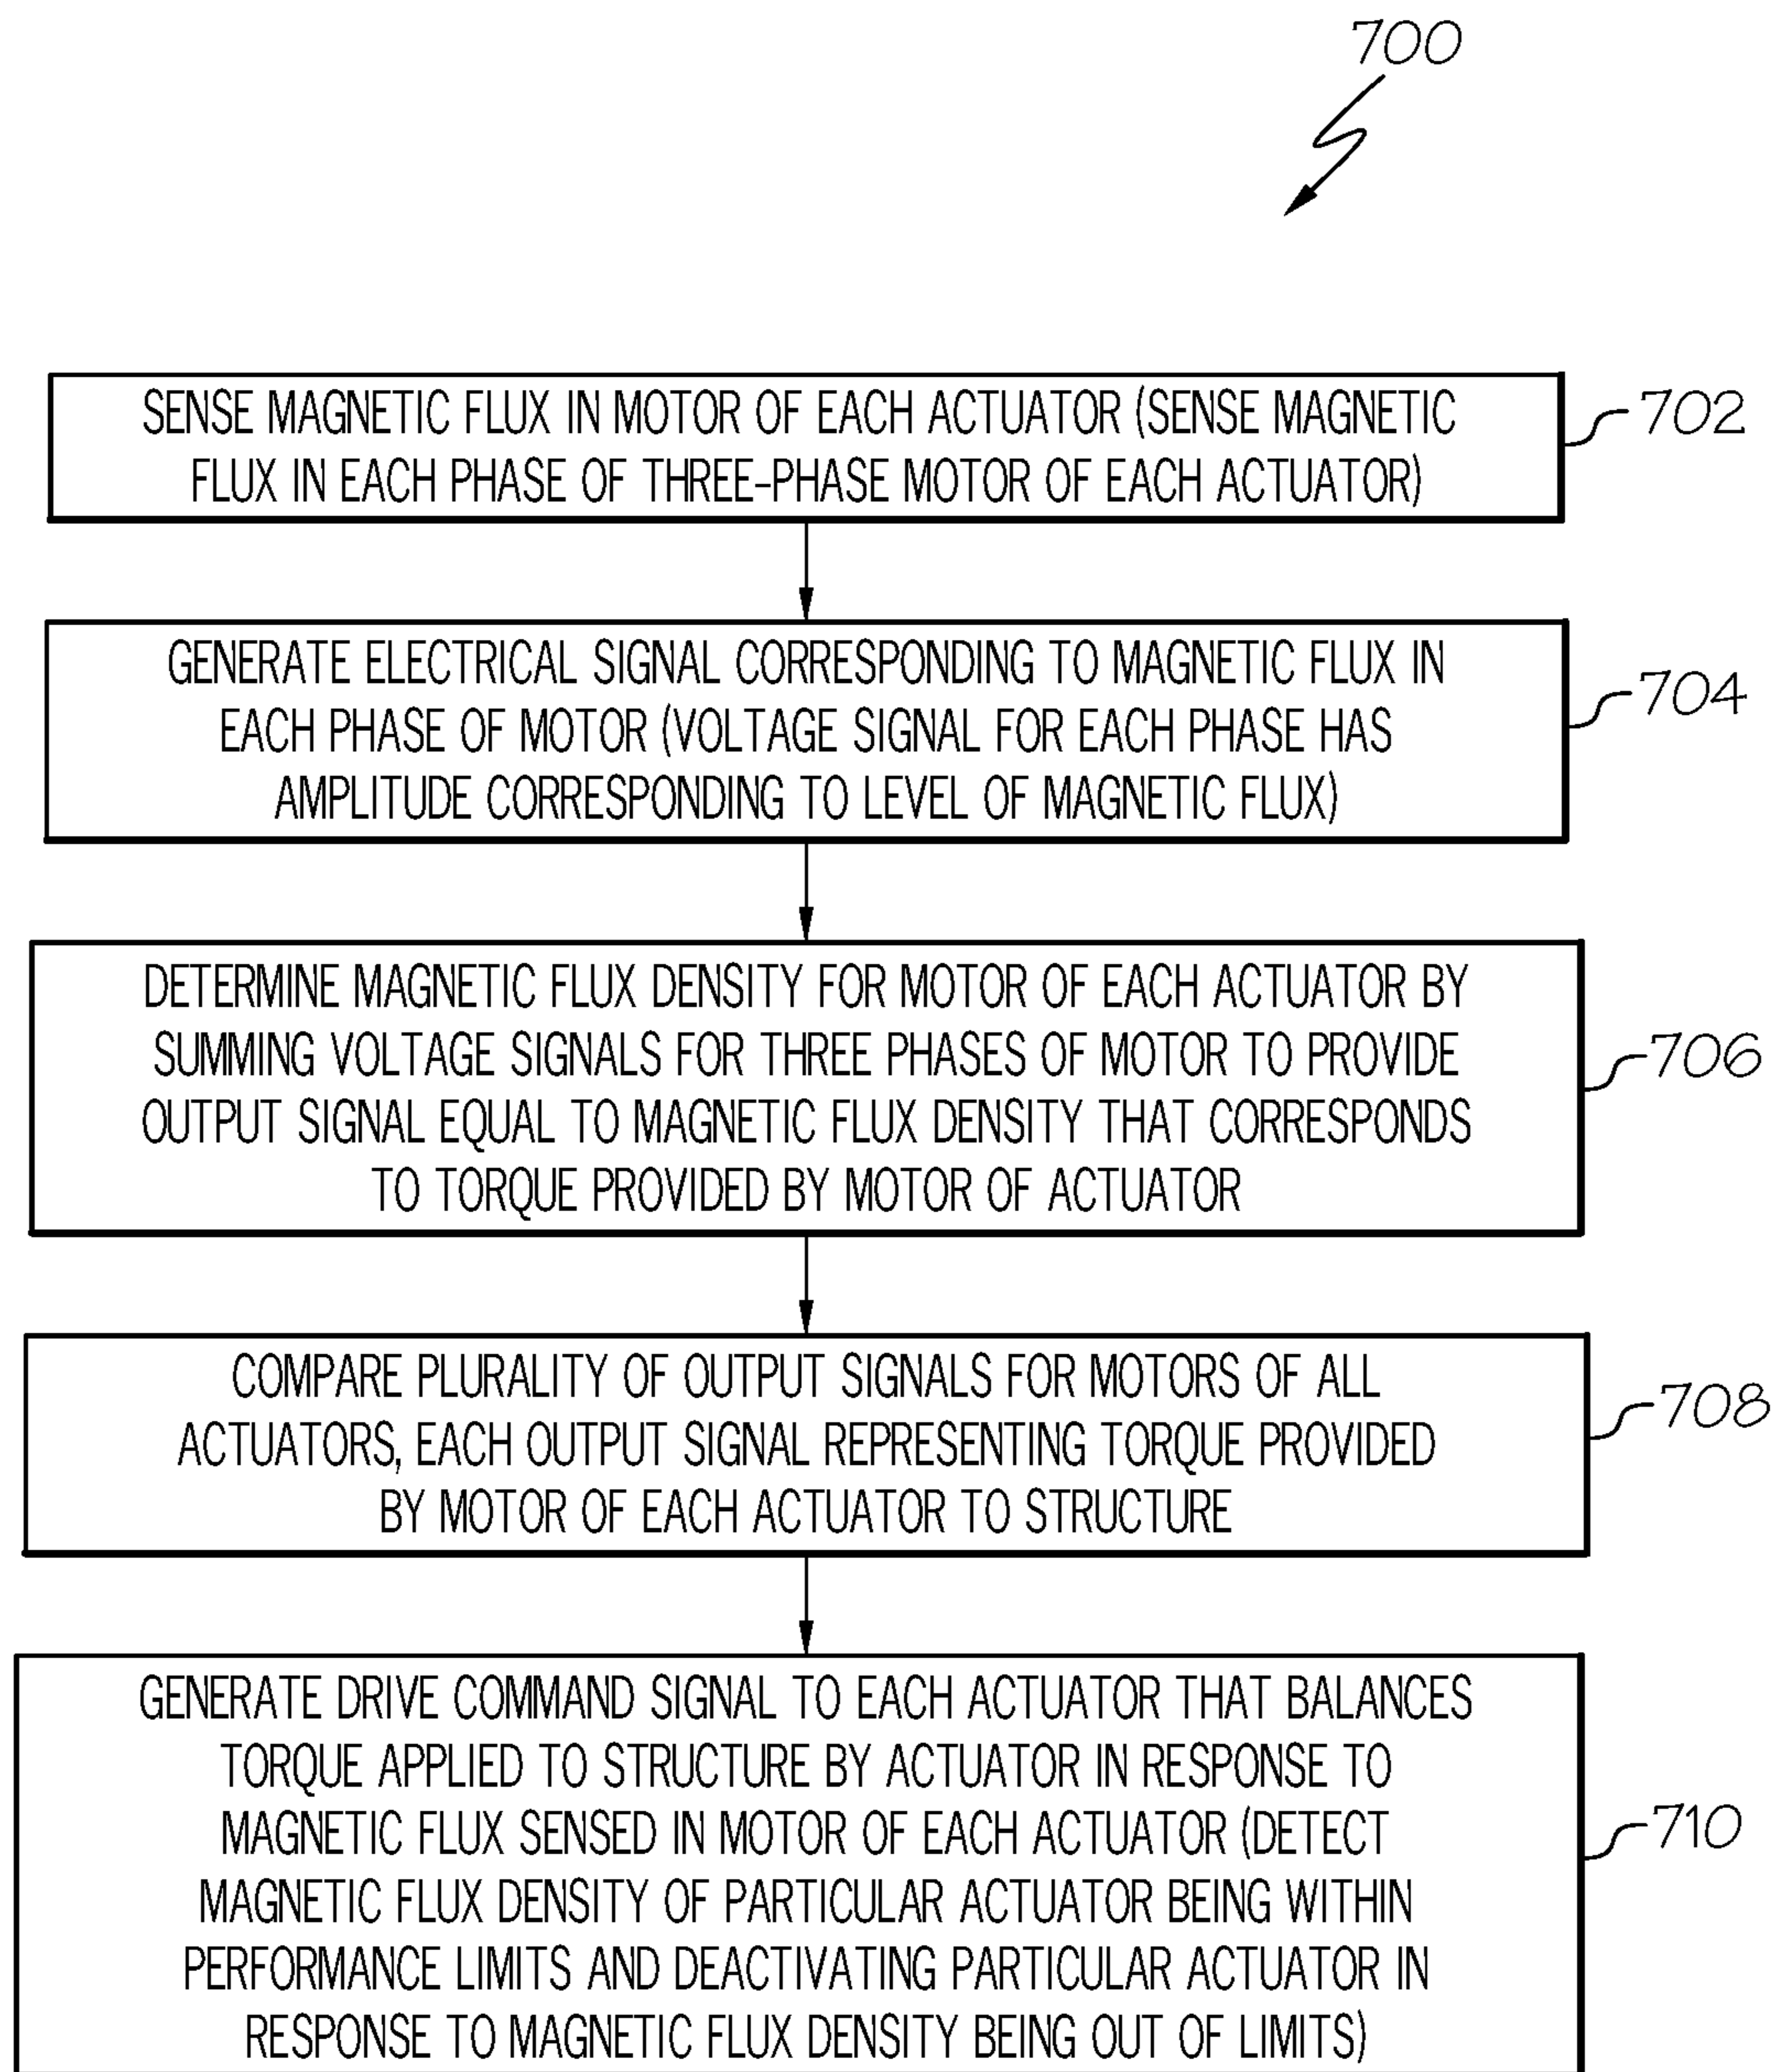 700
SENSE MAGNETIC FLUX IN MOTOR OF EACH ACTUATOR (SENSE MAGNETIC
FLUX IN EACH PHASE OF THREE-PHASE MOTOR OF EACH ACTUATOR)
702
GENERATE ELECTRICAL SIGNAL CORRESPONDING TO MAGNETIC FLUX IN
EACH PHASE OF MOTOR (VOLTAGE SIGNAL FOR EACH PHASE HAS
AMPLITUDE CORRESPONDING TO LEVEL OF MAGNETIC FLUX)
704
DETERMINE MAGNETIC FLUX DENSITY FOR MOTOR OF EACH ACTUATOR BY
SUMMING VOLTAGE SIGNALS FOR THREE PHASES OF MOTOR TO PROVIDE
OUTPUT SIGNAL EQUAL TO MAGNETIC FLUX DENSITY THAT CORRESPONDS
TO TORQUE PROVIDED BY MOTOR OF ACTUATOR
706
COMPARE PLURALITY OF OUTPUT SIGNALS FOR MOTORS OF ALL
ACTUATORS, EACH OUTPUT SIGNAL REPRESENTING TORQUE PROVIDED
BY MOTOR OF EACH ACTUATOR TO STRUCTURE
708
GENERATE DRIVE COMMAND SIGNAL TO EACH ACTUATOR THAT BALANCES
TORQUE APPLIED TO STRUCTURE BY ACTUATOR IN RESPONSE TO
MAGNETIC FLUX SENSED IN MOTOR OF EACH ACTUATOR (DETECT
MAGNETIC FLUX DENSITY OF PARTICULAR ACTUATOR BEING WITHIN
PERFORMANCE LIMITS AND DEACTIVATING PARTICULAR ACTUATOR IN
RESPONSE TO MAGNETIC FLUX DENSITY BEING OUT OF LIMITS)
710